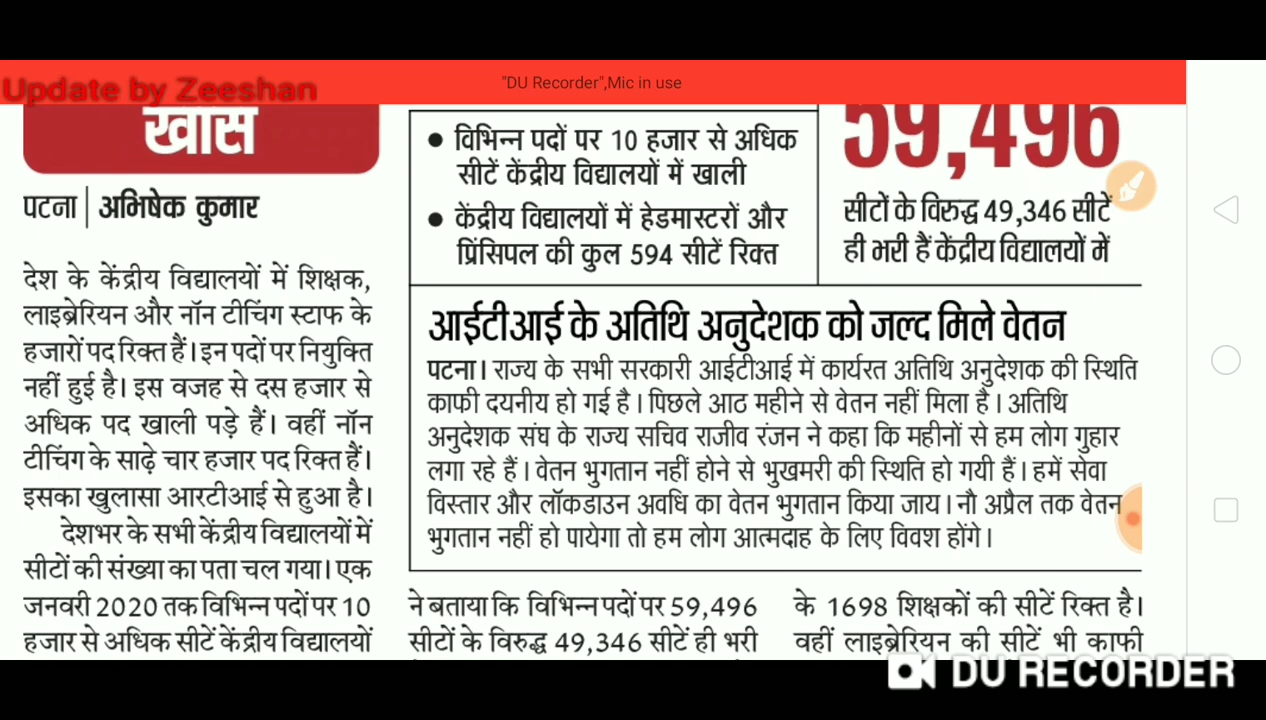 "DU Recorder",Mic in use
Update by Zeeshan
खास
पटना | अभिषेक कुमार
देश के केंद्रीय विद्यालयों में शिक्षक,
लाइब्रेरियन और नॉन टीचिंग स्टाफ के
हजारों पद रिक्त हैं। इन पदों पर नियुक्ति
नहीं हुई है। इस वजह से दस हजार से
अधिक पद खाली पड़े हैं। वहीं नॉन
टीचिंग के साढ़े चार हजार पद रिक्त हैं।
इसका खुलासा आरटीआई से हुआ है।
देशभर के सभी केंद्रीय विद्यालयों में
सीटों की संख्या का पता चल गया। एक
जनवरी 2020 तक विभिन्न पदों पर 10
हजार से अधिक सीटें केंद्रीय विद्यालयों
● विभिन्न पदों पर 10 हजार से अधिक
सीटें केंद्रीय विद्यालयों में खाली
● केंद्रीय विद्यालयों में हेडमास्टरों और
प्रिंसिपल की कुल 594 सीटें रिक्त
59,496
सीटों के विरुद्ध 49,346 सीटें
ही भरी हैं केंद्रीय विद्यालयों में
आईटीआई के अतिथि अनुदेशक को जल्द मिले वेतन
पटना। राज्य के सभी सरकारी आईटीआई में कार्यरत अतिथि अनुदेशक की स्थिति
काफी दयनीय हो गई है। पिछले आठ महीने से वेतन नहीं मिला है। अतिथि
अनुदेशक संघ के राज्य सचिव राजीव रंजन ने कहा कि महीनों से हम लोग गुहार
लगा रहे हैं। वेतन भुगतान नहीं होने से भुखमरी की स्थिति हो गयी हैं। हमें सेवा
विस्तार और लॉकडाउन अवधि का वेतन भुगतान किया जाय। नौ अप्रैल तक वेतन
भुगतान नहीं हो पायेगा तो हम लोग आत्मदाह के लिए विवश होंगे।
ने बताया कि विभिन्न पदों पर 59,496
सीटों के विरुद्ध 49,346 सीटें ही भरी
के 1698 शिक्षकों की सीटें रिक्त है।
वहीं लाइब्रेरियन की सीटें भी काफी
DU RECORDER